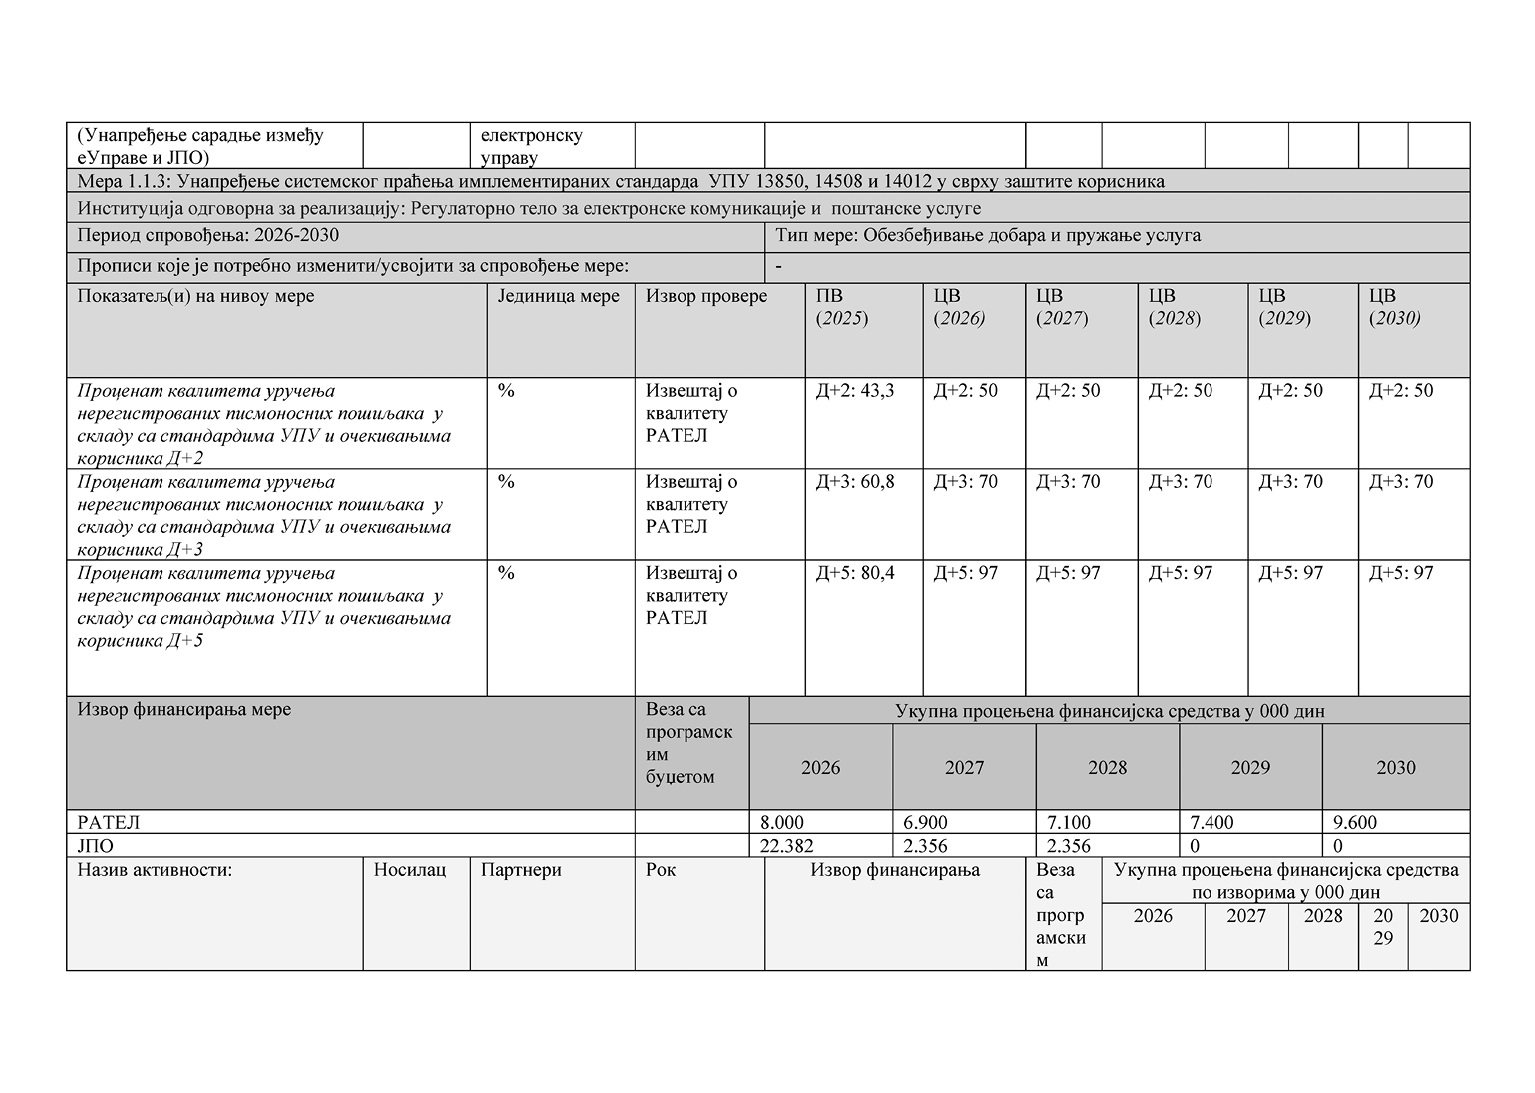 (Унапређење сарадње између
еУправе и ЈПО)
електронску
управу
Мера 1.1.3: Унапређење системског праћења имплементираних стандарда  УПУ 13850, 14508 и 14012 у сврху заштите корисника
Институција одговорна за реализацију: Регулаторно тело за електронске комуникације и  поштанске услуге
Период спровођења: 2026-2030
Тип мере: Обезбеђивање добара и пружање услуга
Прописи које је потребно изменити/усвојити за спровођење мере:
-
Показатељ(и) на нивоу мере
Јединица мере
Извор провере
ПВ
(2025)
ЦВ
(2026)
ЦВ
(2027)
ЦВ
(2028)
ЦВ
(2029)
ЦВ
(2030)
Проценат квалитета уручења
нерегистрованих писмоносних пошиљака  у
складу са стандардима УПУ и очекивањима
корисника Д+2
%
Извештај о
квалитету
РАТЕЛ
Д+2: 43,3
Д+2: 50
Д+2: 50
Д+2: 50
Д+2: 50
Д+2: 50
Проценат квалитета уручења
нерегистрованих писмоносних пошиљака  у
складу са стандардима УПУ и очекивањима
корисника Д+3
%
Извештај о
квалитету
РАТЕЛ
Д+3: 60,8
Д+3: 70
Д+3: 70
Д+3: 70
Д+3: 70
Д+3: 70
Проценат квалитета уручења
нерегистрованих писмоносних пошиљака  у
складу са стандардима УПУ и очекивањима
корисника Д+5
%
Извештај о
квалитету
РАТЕЛ
Д+5: 80,4
Д+5: 97
Д+5: 97
Д+5: 97
Д+5: 97
Д+5: 97
Извор финансирања мере
Веза са
програмск
им
буџетом
Укупна процењена финансијска средства у 000 дин
2026
2027
2028
2029
2030
РАТЕЛ
8.000
6.900
7.100
7.400
9.600
ЈПО
22.382
2.356
2.356
0
0
Назив активности:
Носилац
Партнери
Рок
Извор финансирања
Веза
са
прогр
амски
м
Укупна процењена финансијска средства
по изворима у 000 дин
2026
2027
2028
20
29
2030